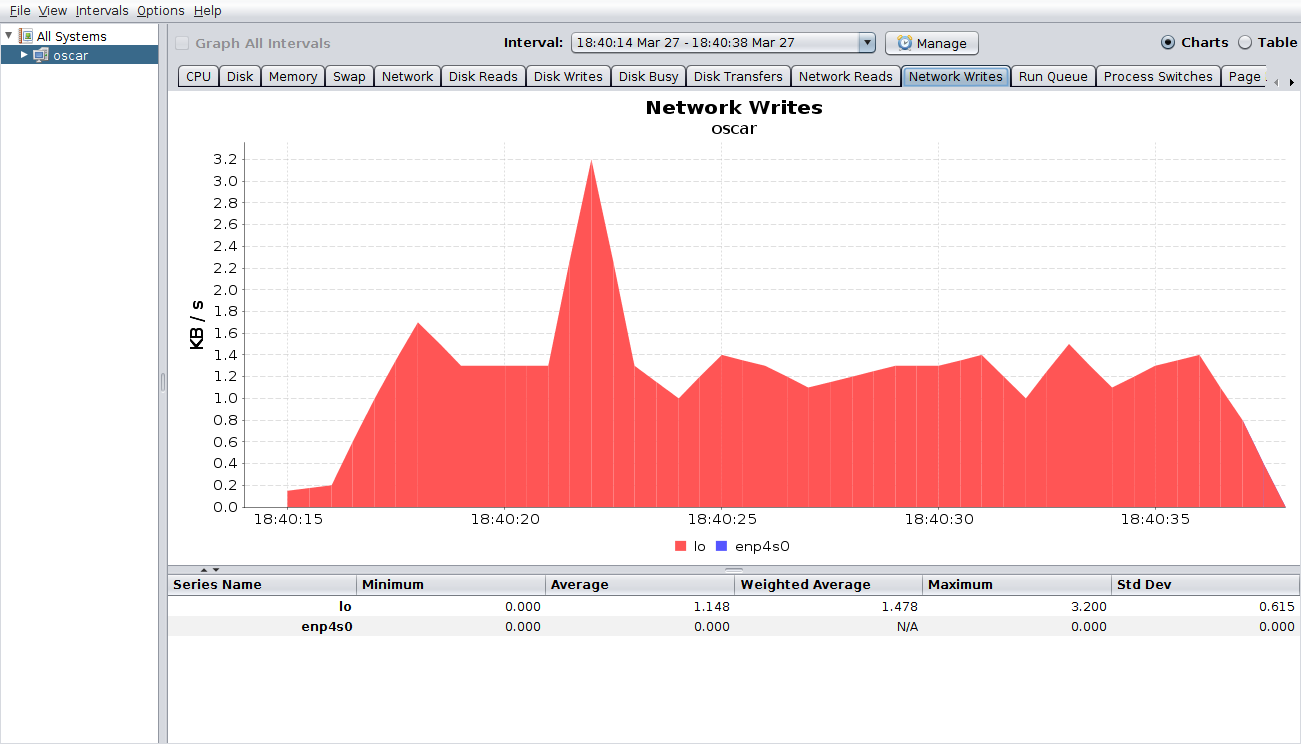 File View Intervals Options Help
All Systems
oscar
Graph All Intervals Interval: 18:40:14 Mar 27 - 18:40:38 Mar 27 Manage Charts Table
CPU Disk Memory Swap Network Disk Reads Disk Writes Disk Busy Disk Transfers Network Reads Network Writes Run Queue Process Switches Page
Network Writes
oscar
KB / s
3.2
3.0
2.8
2.6
2.4
2.2
2.0
1.8
1.6
1.4
1.2
1.0
0.8
0.6
0.4
0.2
0.0
18:40:15 18:40:20 18:40:25 18:40:30 18:40:35
lo enp4s0
Series Name Minimum Average Weighted Average Maximum Std Dev
lo 0.000 1.148 1.478 3.200 0.615
enp4s0 0.000 0.000 N/A 0.000 0.000